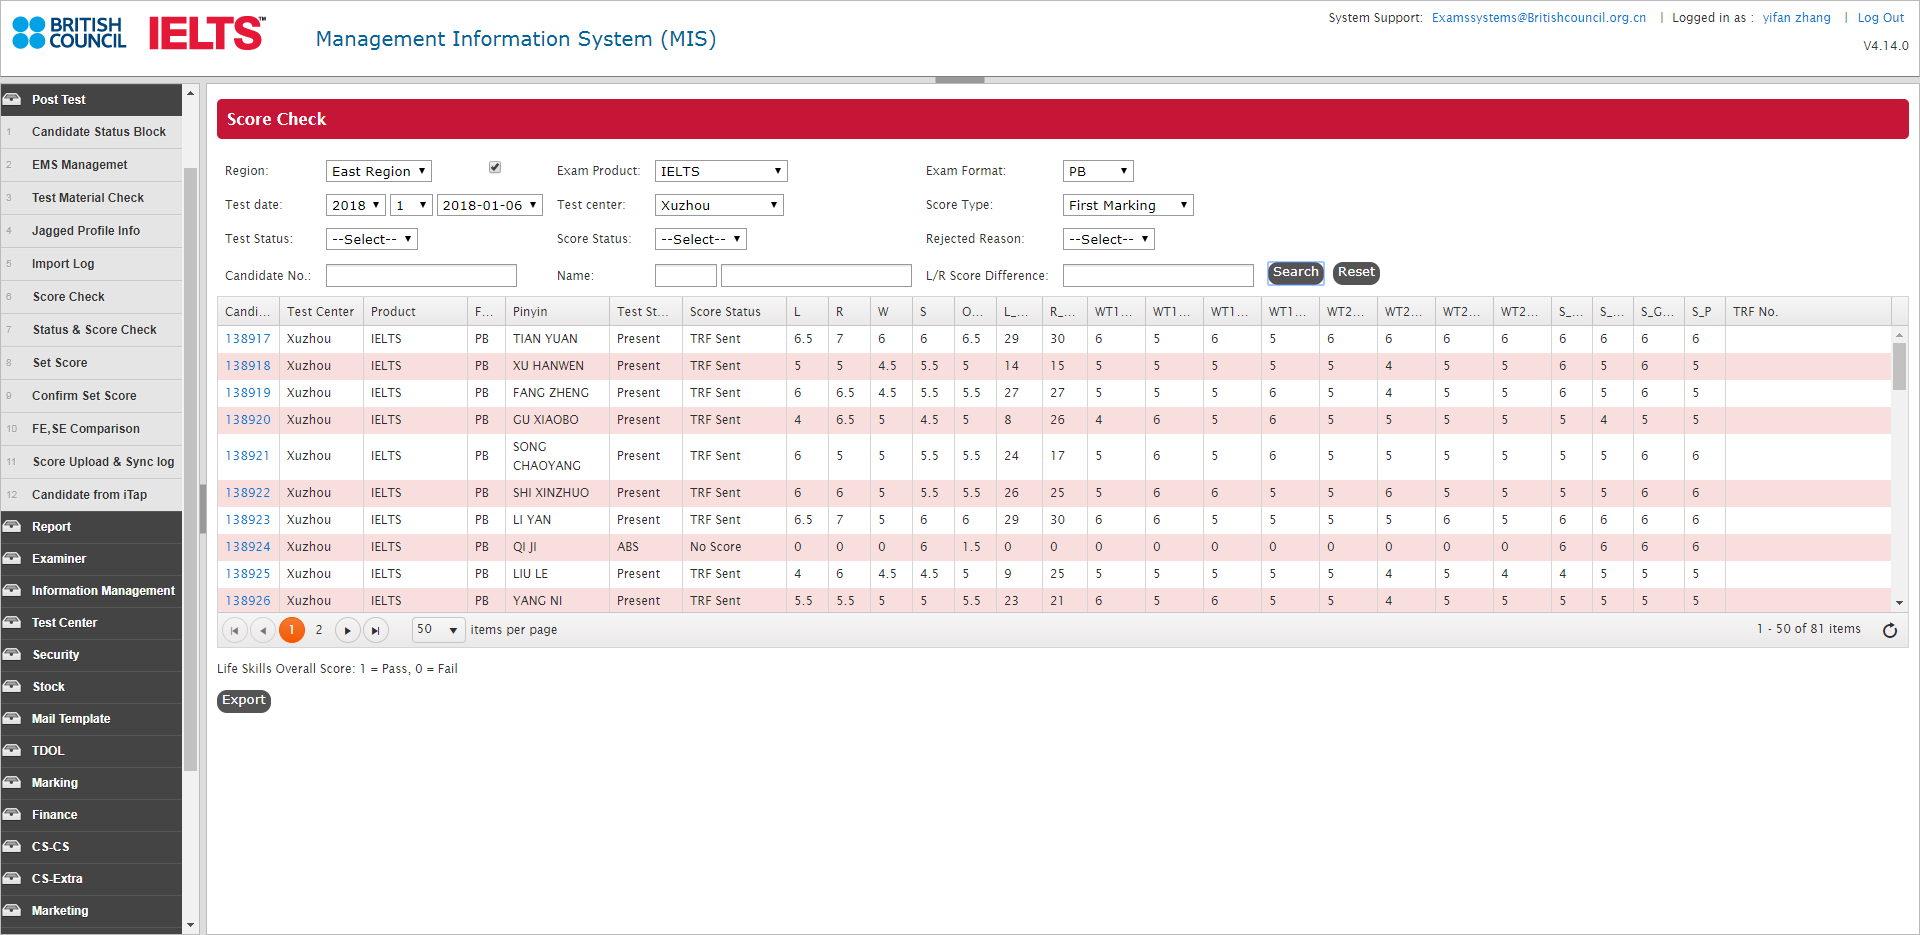 BRITISH COUNCIL IELTS™ Management Information System (MIS)
System Support: Examssystems@Britishcouncil.org.cn | Logged in as : yifan zhang | Log Out
V4.14.0
Post Test
1 Candidate Status Block
2 EMS Managemet
3 Test Material Check
4 Jagged Profile Info
5 Import Log
6 Score Check
7 Status & Score Check
8 Set Score
9 Confirm Set Score
10 FE,SE Comparison
11 Score Upload & Sync log
12 Candidate from iTap
Report
Examiner
Information Management
Test Center
Security
Stock
Mail Template
TDOL
Marking
Finance
CS-CS
CS-Extra
Marketing
Score Check
Region: East Region Exam Product: IELTS Exam Format: PB
Test date: 2018 1 2018-01-06 Test center: Xuzhou Score Type: First Marking
Test Status: --Select-- Score Status: --Select-- Rejected Reason: --Select--
Candidate No.: Name: L/R Score Difference: Search Reset
Candi... Test Center Product F... Pinyin Test St... Score Status L R W S O... L_... R_... WT1... WT1... WT1... WT1... WT2... WT2... WT2... WT2... S_... S_... S_G... S_P TRF No.
138917 Xuzhou IELTS PB TIAN YUAN Present TRF Sent 6.5 7 6 6 6.5 29 30 6 5 6 5 6 6 6 6 6 6 6 6
138918 Xuzhou IELTS PB XU HANWEN Present TRF Sent 5 5 4.5 5.5 5 14 15 5 5 5 5 5 4 5 5 6 5 6 5
138919 Xuzhou IELTS PB FANG ZHENG Present TRF Sent 6 6.5 4.5 5.5 5.5 27 27 5 5 5 6 5 4 5 5 6 5 6 5
138920 Xuzhou IELTS PB GU XIAOBO Present TRF Sent 4 6.5 5 4.5 5 8 26 4 6 5 6 5 5 5 5 5 4 5 5
138921 Xuzhou IELTS PB SONG CHAOYANG Present TRF Sent 6 5 5 5.5 5.5 24 17 5 6 5 6 5 5 5 5 5 5 6 6
138922 Xuzhou IELTS PB SHI XINZHUO Present TRF Sent 6 6 5 5.5 5.5 26 25 5 6 6 5 5 6 5 5 5 5 6 6
138923 Xuzhou IELTS PB LI YAN Present TRF Sent 6.5 7 5 6 6 29 30 6 6 5 5 5 5 6 5 6 6 6 6
138924 Xuzhou IELTS PB QI JI ABS No Score 0 0 0 6 1.5 0 0 0 0 0 0 0 0 0 0 6 6 6 6
138925 Xuzhou IELTS PB LIU LE Present TRF Sent 4 6 4.5 4.5 5 9 25 5 5 5 5 5 4 5 4 4 5 5 5
138926 Xuzhou IELTS PB YANG NI Present TRF Sent 5.5 5.5 5 5 5.5 23 21 6 5 6 5 5 4 5 5 5 5 5 5
1 2 50 items per page 1 - 50 of 81 items
Life Skills Overall Score: 1 = Pass, 0 = Fail
Export